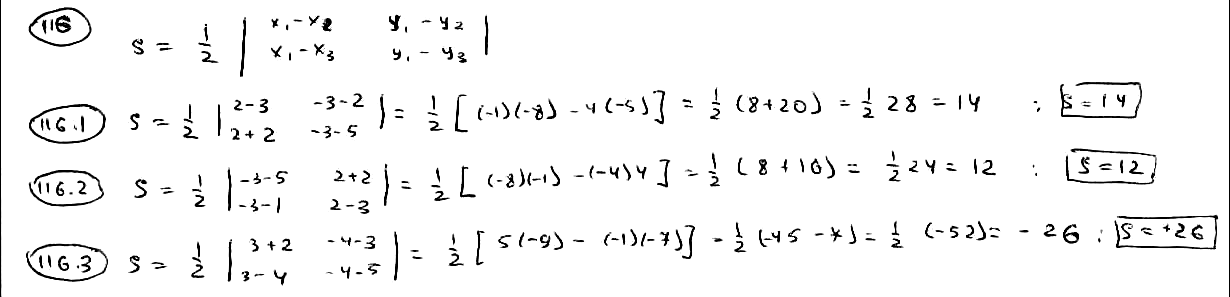 116 S = 1/2 | x₁-x₂ y₁-y₂ |
| x₁-x₃ y₁-y₃ |
116.1 S = 1/2 | 2-3 -3-2 | = 1/2 [(-1)(-8) - 4(-5)] = 1/2 (8+20) = 1/2 28 = 14 ; S = 14
| 2+2 -3-5 |
116.2 S = 1/2 | -3-5 2+2 | = 1/2 [(-8)(-1) - (-4)4] = 1/2 (8+16) = 1/2 24 = 12 : S = 12
| -3-1 2-3 |
116.3 S = 1/2 | 3+2 -4-3 | = 1/2 [5(-9) - (-1)(-7)] = 1/2 (-45 - 7) = 1/2 (-52) = -26 : S = +26
| 3-4 -4-5 |